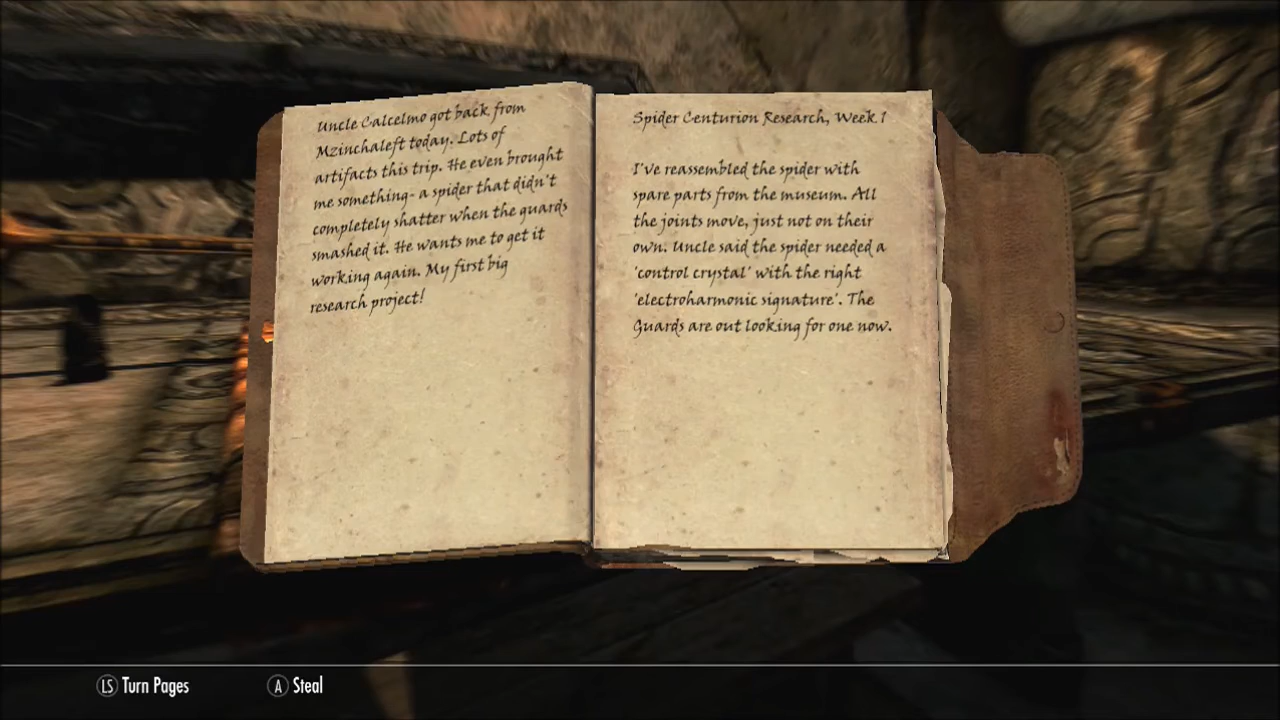 Uncle Calcelmo got back from
Mzinchaleft today. Lots of
artifacts this trip. He even brought
me something- a spider that didn't
completely shatter when the guards
smashed it. He wants me to get it
working again. My first big
research project!
Spider Centurion Research, Week 1
I've reassembled the spider with
spare parts from the museum. All
the joints move, just not on their
own. Uncle said the spider needed a
'control crystal' with the right
'electroharmonic signature'. The
Guards are out looking for one now.
LS Turn Pages
A Steal